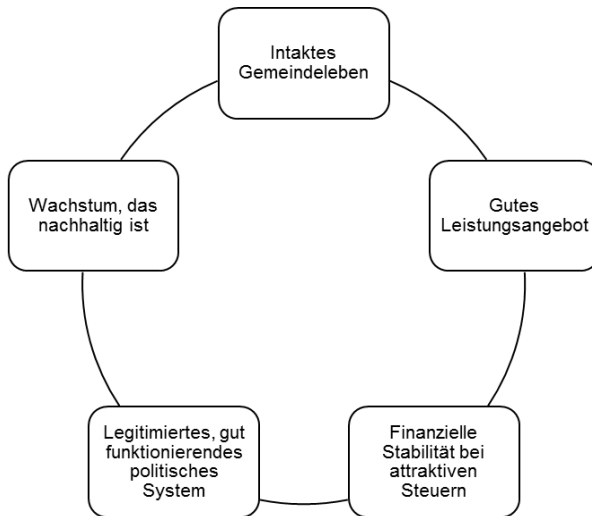 Intaktes
Gemeindeleben
Wachstum, das
nachhaltig ist
Gutes
Leistungsangebot
Legitimiertes, gut
funktionierendes
politisches
System
Finanzielle
Stabilität bei
attraktiven
Steuern